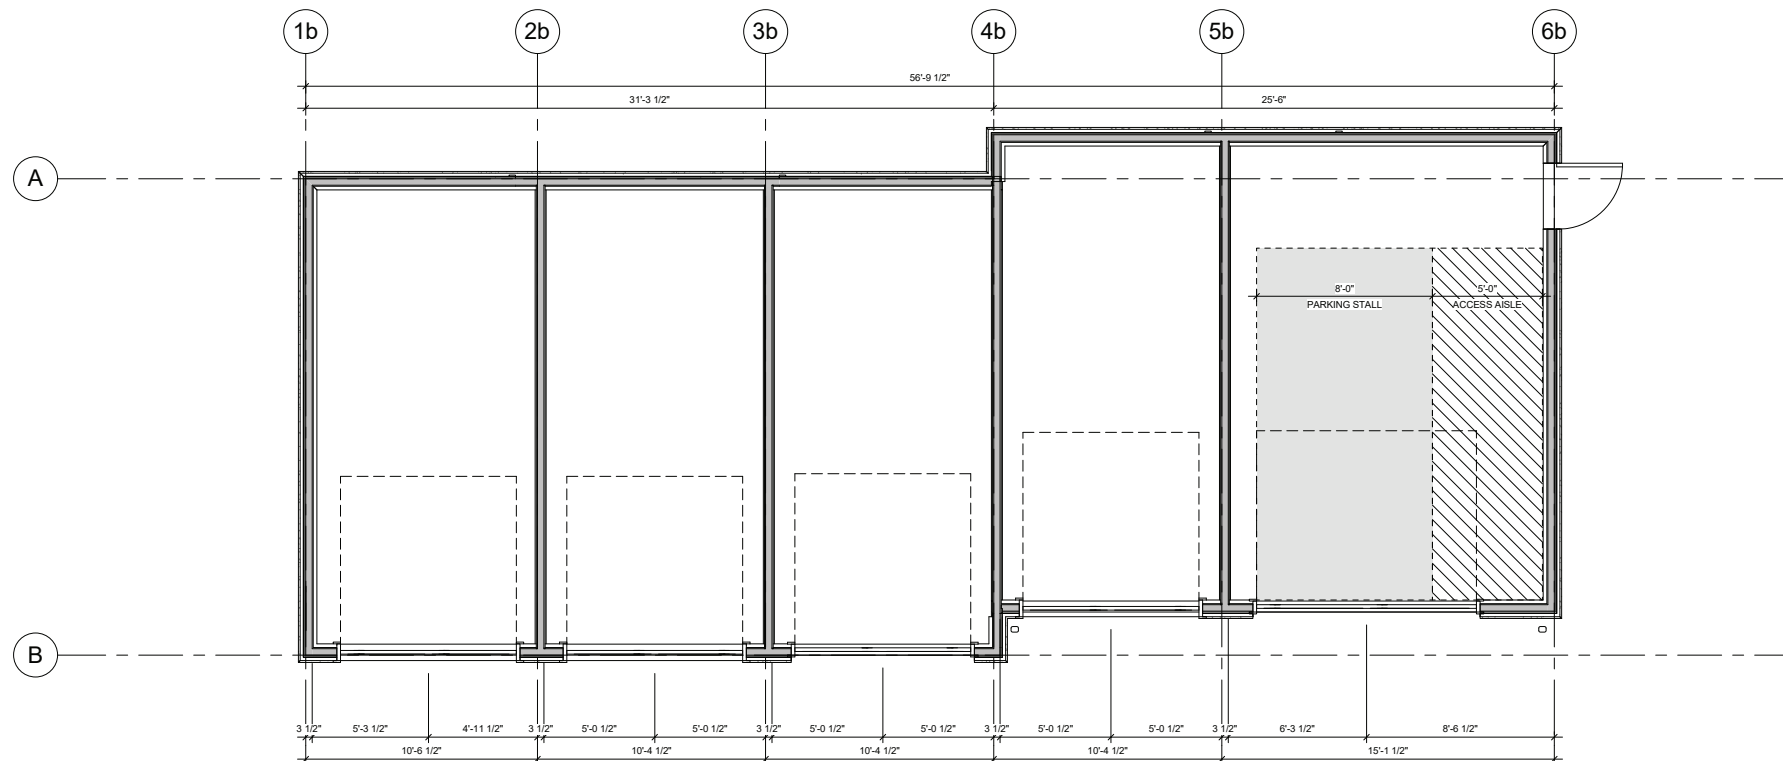 1b 2b 3b 4b 5b 6b
56'-9 1/2"
31'-3 1/2" 25'-6"
A
8'-0" 5'-0"
PARKING STALL ACCESS AISLE
B
3 1/2" 5'-3 1/2" 4'-11 1/2" 3 1/2" 5'-0 1/2" 5'-0 1/2" 3 1/2" 5'-0 1/2" 5'-0 1/2" 3 1/2" 5'-0 1/2" 5'-0 1/2" 3 1/2" 6'-3 1/2" 8'-6 1/2"
10'-6 1/2" 10'-4 1/2" 10'-4 1/2" 10'-4 1/2" 15'-1 1/2"